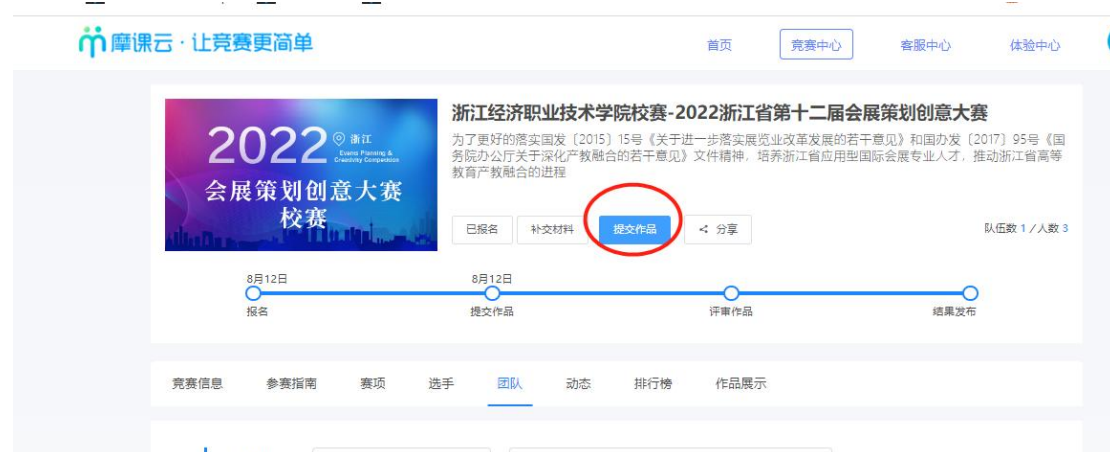 摩课云·让竞赛更简单
首页
竞赛中心
客服中心
体验中心
2022
浙江
Events Planning &
Creativity Competition
会展策划创意大赛
校赛
浙江经济职业技术学院校赛-2022浙江省第十二届会展策划创意大赛
为了更好的落实国发〔2015〕15号《关于进一步落实展览业改革发展的若干意见》和国办发〔2017〕95号《国
务院办公厅关于深化产教融合的若干意见》文件精神，培养浙江省应用型国际会展专业人才，推动浙江省高等
教育产教融合的进程
已报名
补交材料
提交作品
分享
队伍数 1 / 人数 3
8月12日
8月12日
报名
提交作品
评审作品
结果发布
竞赛信息
参赛指南
赛项
选手
团队
动态
排行榜
作品展示